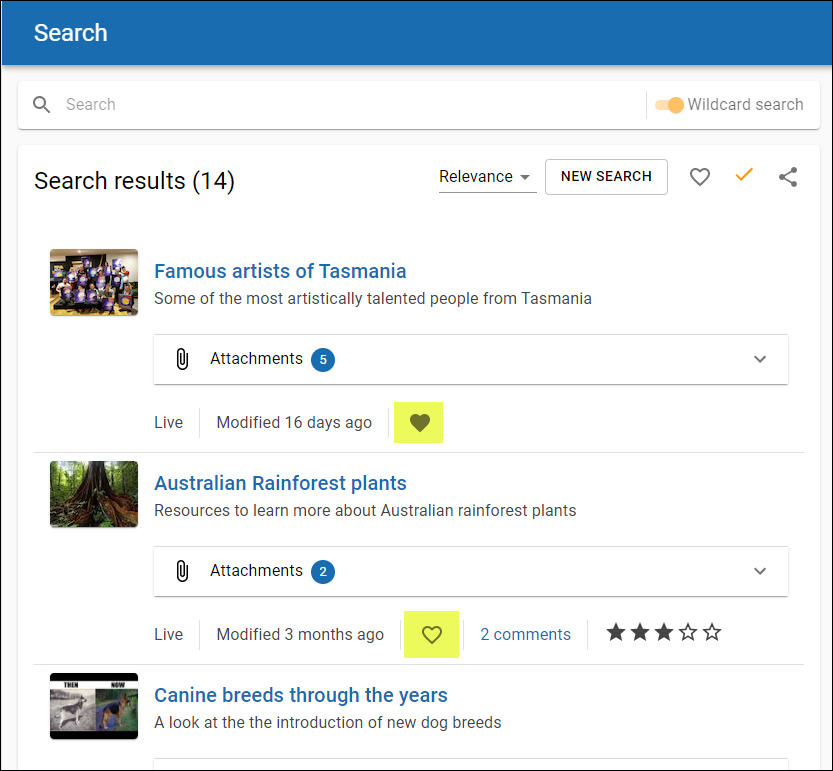 Search
Search
Wildcard search
Search results (14)
Relevance
NEW SEARCH
Famous artists of Tasmania
Some of the most artistically talented people from Tasmania
Attachments 5
Live
Modified 16 days ago
Australian Rainforest plants
Resources to learn more about Australian rainforest plants
Attachments 2
Live
Modified 3 months ago
2 comments
THEN NOW
Canine breeds through the years
A look at the the introduction of new dog breeds